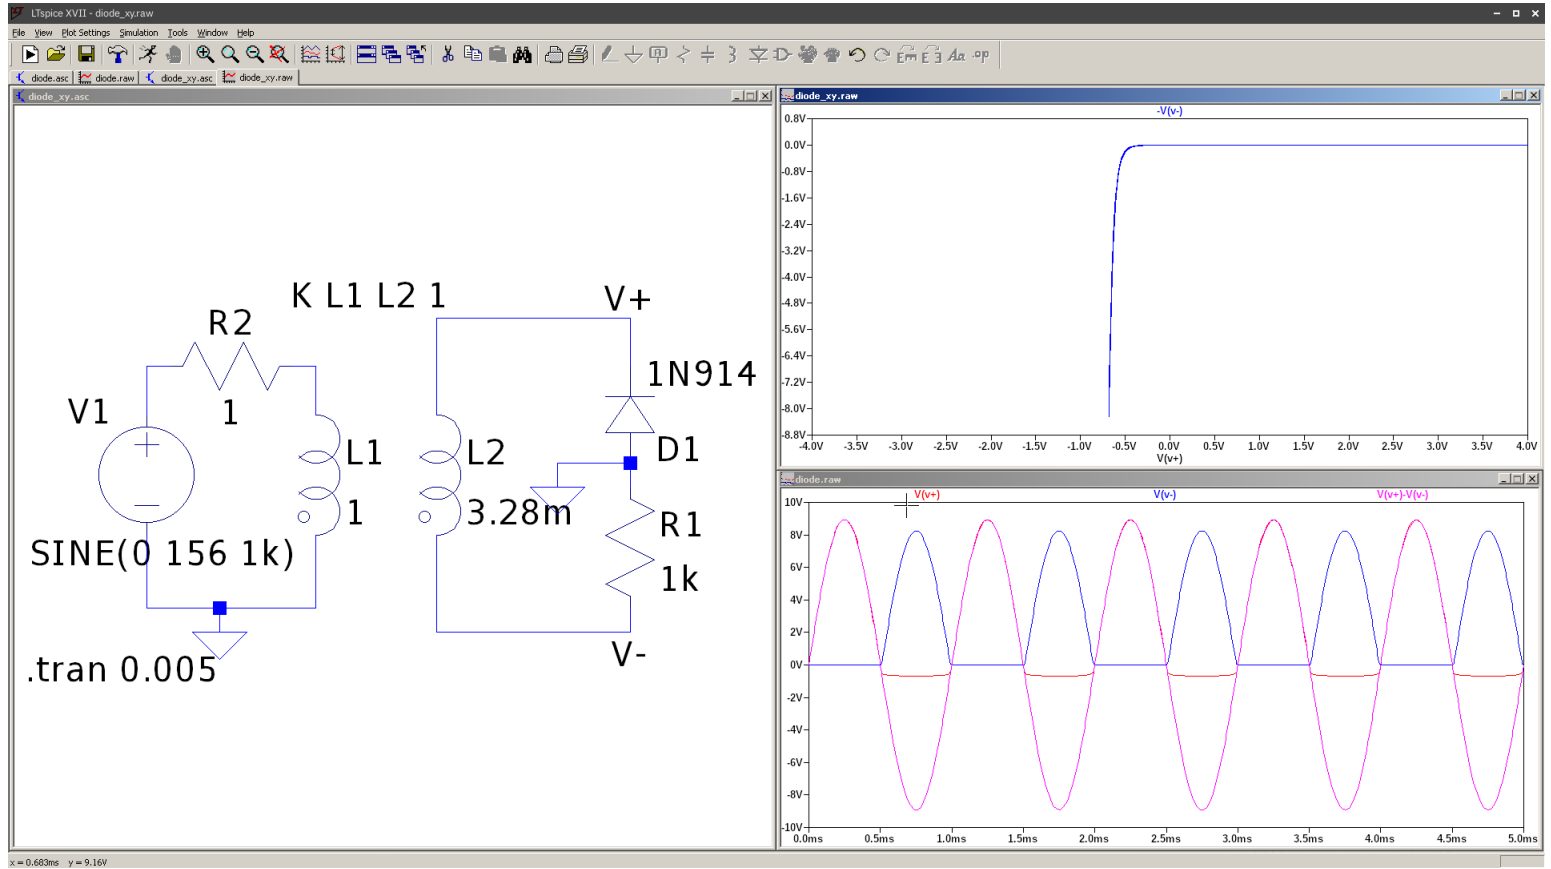 LTspice XVII - diode_xy.raw
File View Plot Settings Simulation Tools Window Help
diode.asc diode.raw diode_xy.asc diode_xy.raw
diode_xy.asc
K L1 L2 1
V+
R2
1N914
V1
1
D1
L1
L2
1
3.28m
R1
SINE(0 156 1k)
1k
V-
.tran 0.005
diode_xy.raw
-V(v-)
0.8V
0.0V
-0.8V
-1.6V
-2.4V
-3.2V
-4.0V
-4.8V
-5.6V
-6.4V
-7.2V
-8.0V
-8.8V
-4.0V -3.5V -3.0V -2.5V -2.0V -1.5V -1.0V -0.5V 0.0V 0.5V 1.0V 1.5V 2.0V 2.5V 3.0V 3.5V 4.0V
V(v+)
diode.raw
V(v+) V(v-) V(v+)-V(v-)
10V
8V
6V
4V
2V
0V
-2V
-4V
-6V
-8V
-10V
0.0ms 0.5ms 1.0ms 1.5ms 2.0ms 2.5ms 3.0ms 3.5ms 4.0ms 4.5ms 5.0ms
x = 0.683ms y = 9.16V